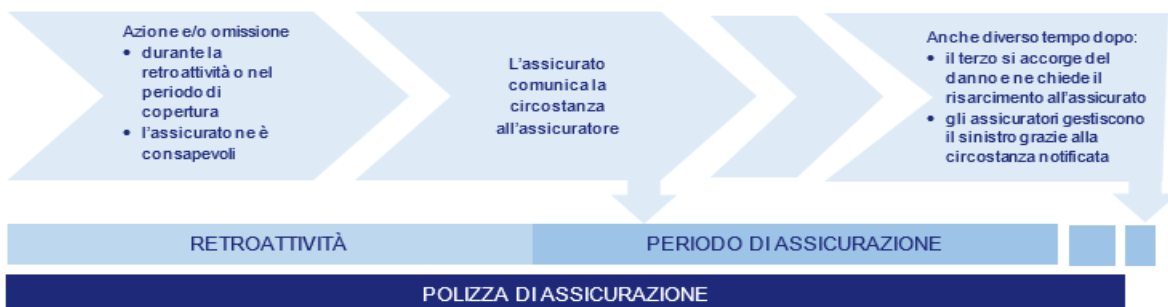 Azione e/o omissione
• durante la
retroattività o nel
periodo di
copertura
• l'assicurato ne è
consapevoli
L'assicurato
comunica la
circostanza
all'assicuratore
Anche diverso tempo dopo:
• il terzo si accorge del
danno e ne chiede il
risarcimento all'assicurato
• gli assicuratori gestiscono
il sinistro grazie alla
circostanza notificata
RETROATTIVITÀ
PERIODO DI ASSICURAZIONE
POLIZZA DI ASSICURAZIONE